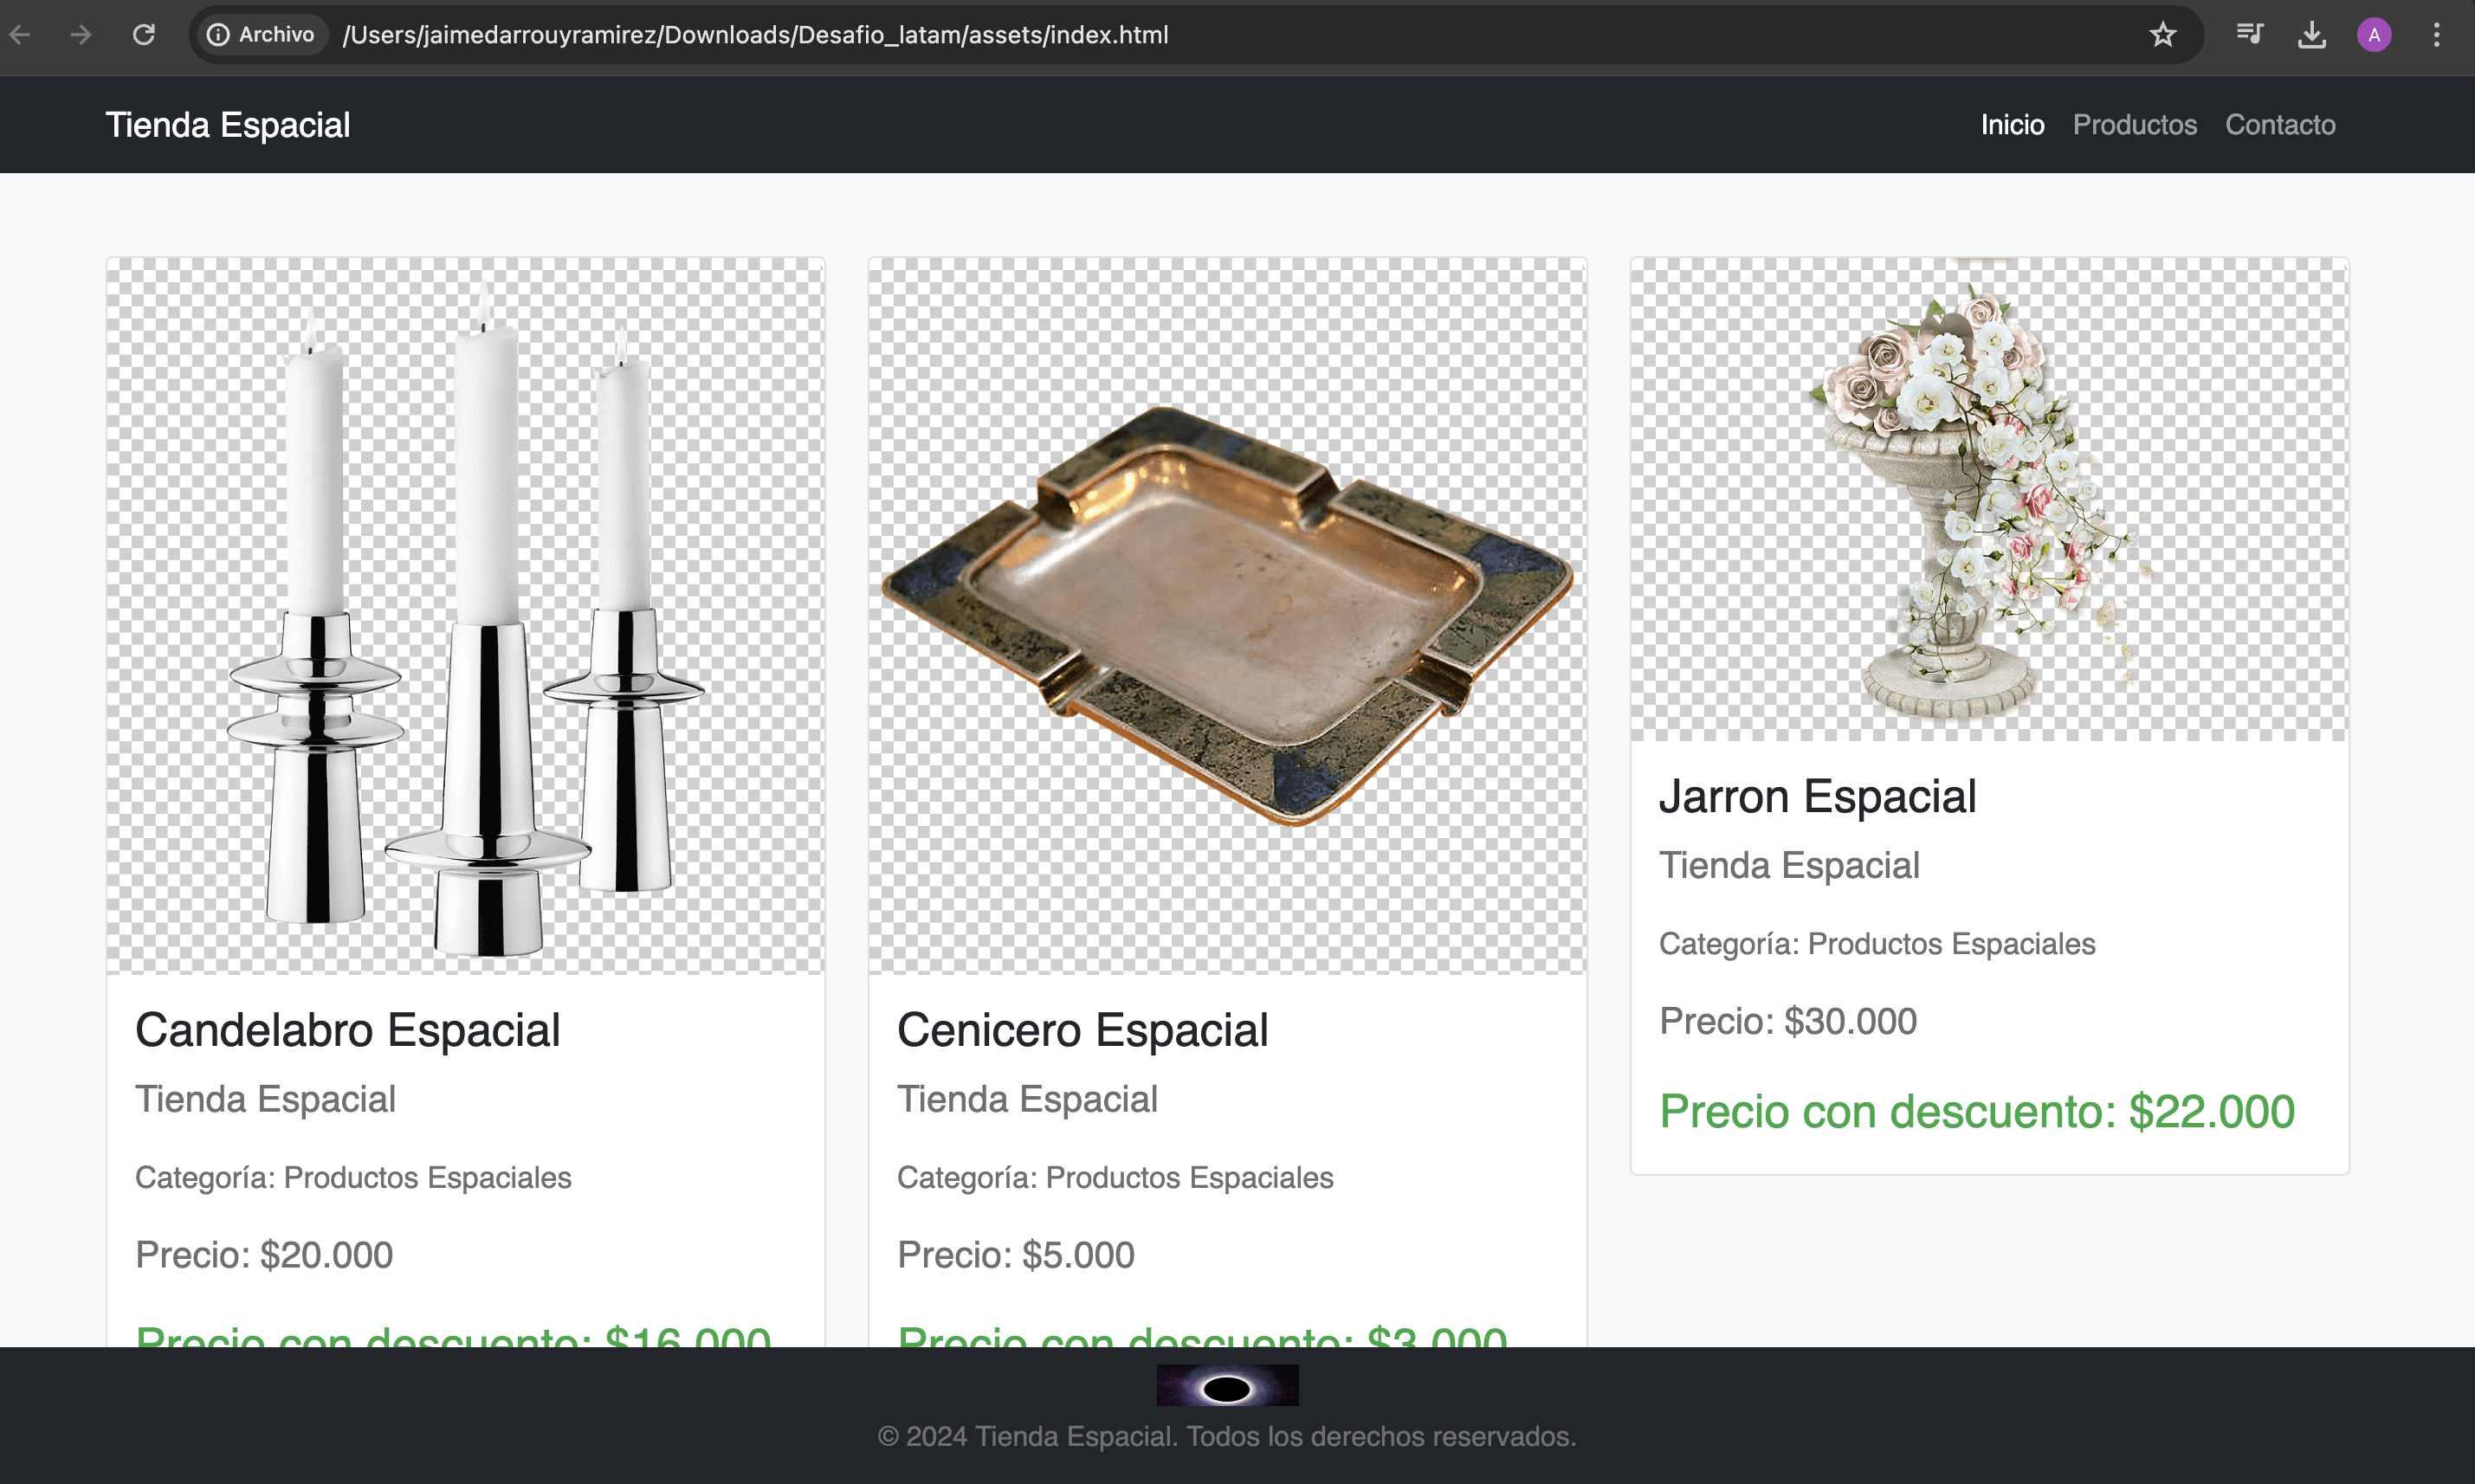 Archivo /Users/jaimedarrouyramirez/Downloads/Desafio_latam/assets/index.html
A
Tienda Espacial
Inicio Productos Contacto
Candelabro Espacial
Tienda Espacial
Categoría: Productos Espaciales
Precio: $20.000
Precio con descuento: $16.000
Cenicero Espacial
Tienda Espacial
Categoría: Productos Espaciales
Precio: $5.000
Precio con descuento: $3.000
Jarron Espacial
Tienda Espacial
Categoría: Productos Espaciales
Precio: $30.000
Precio con descuento: $22.000
© 2024 Tienda Espacial. Todos los derechos reservados.